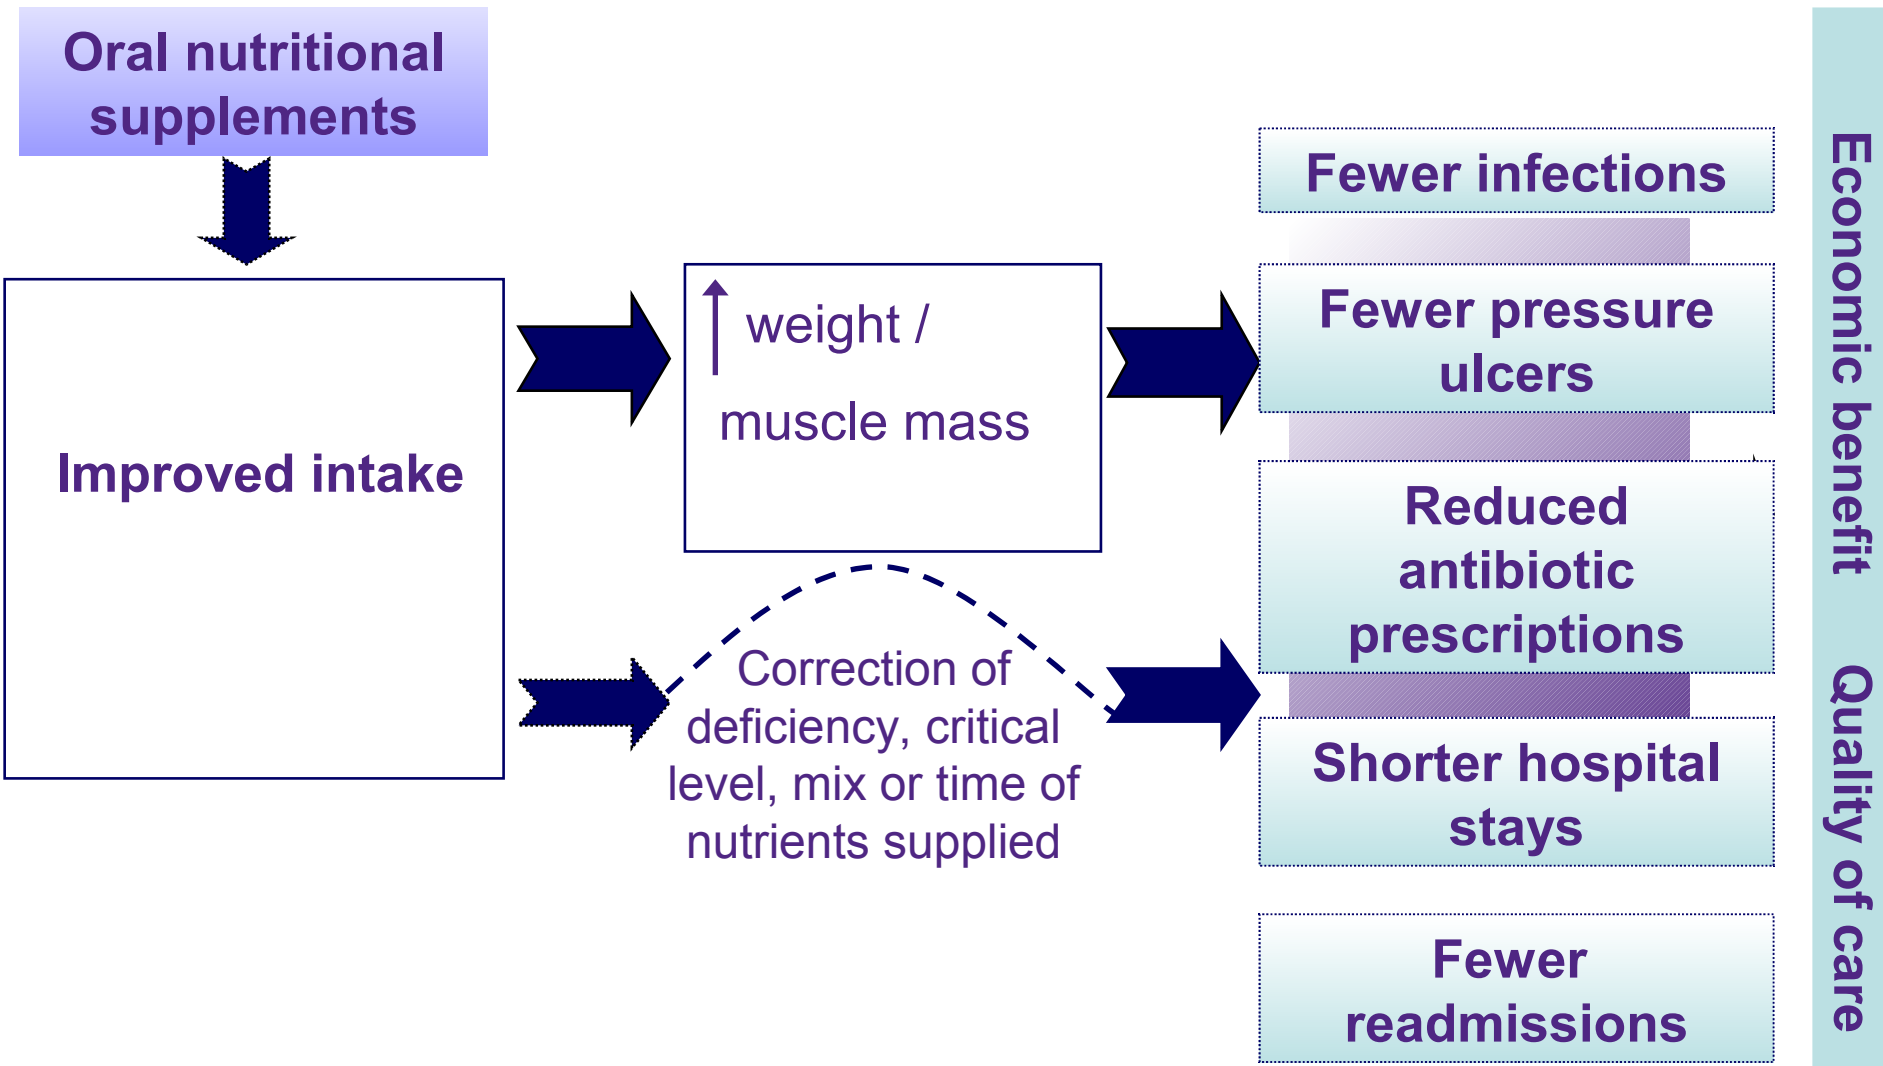 Oral nutritional
supplements
Improved intake
weight /
muscle mass
Correction of
deficiency, critical
level, mix or time of
nutrients supplied
Fewer infections
Fewer pressure
ulcers
Reduced
antibiotic
prescriptions
Shorter hospital
stays
Fewer
readmissions
Economic benefit Quality of care